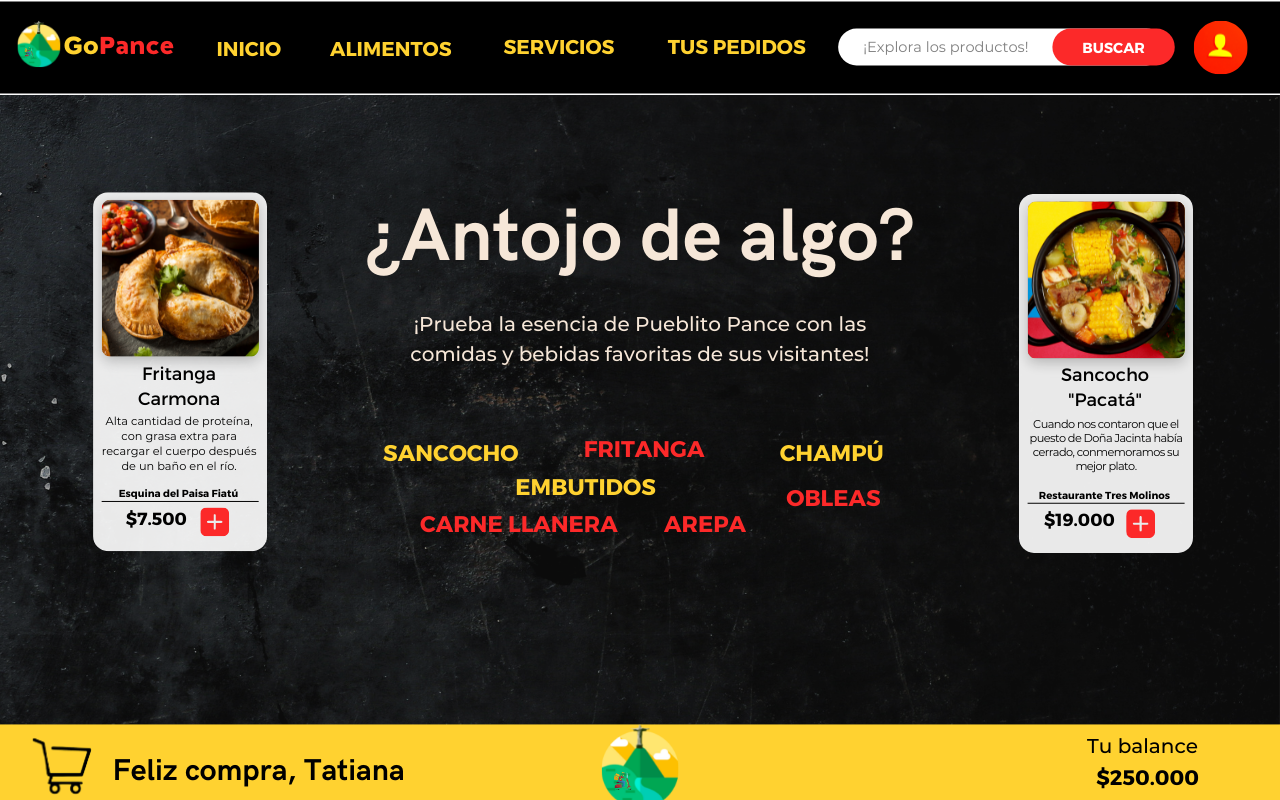 GoPance
INICIO
ALIMENTOS
SERVICIOS
TUS PEDIDOS
¡Explora los productos!
BUSCAR
Fritanga
Carmona
Alta cantidad de proteína,
con grasa extra para
recargar el cuerpo después
de un baño en el río.
Esquina del Paisa Fiatú
$7.500
¿Antojo de algo?
¡Prueba la esencia de Pueblito Pance con las
comidas y bebidas favoritas de sus visitantes!
SANCOCHO
FRITANGA
CHAMPÚ
EMBUTIDOS
OBLEAS
CARNE LLANERA
AREPA
Sancocho
"Pacatá"
Cuando nos contaron que el
puesto de Doña Jacinta había
cerrado, conmemoramos su
mejor plato.
Restaurante Tres Molinos
$19.000
Feliz compra, Tatiana
Tu balance
$250.000